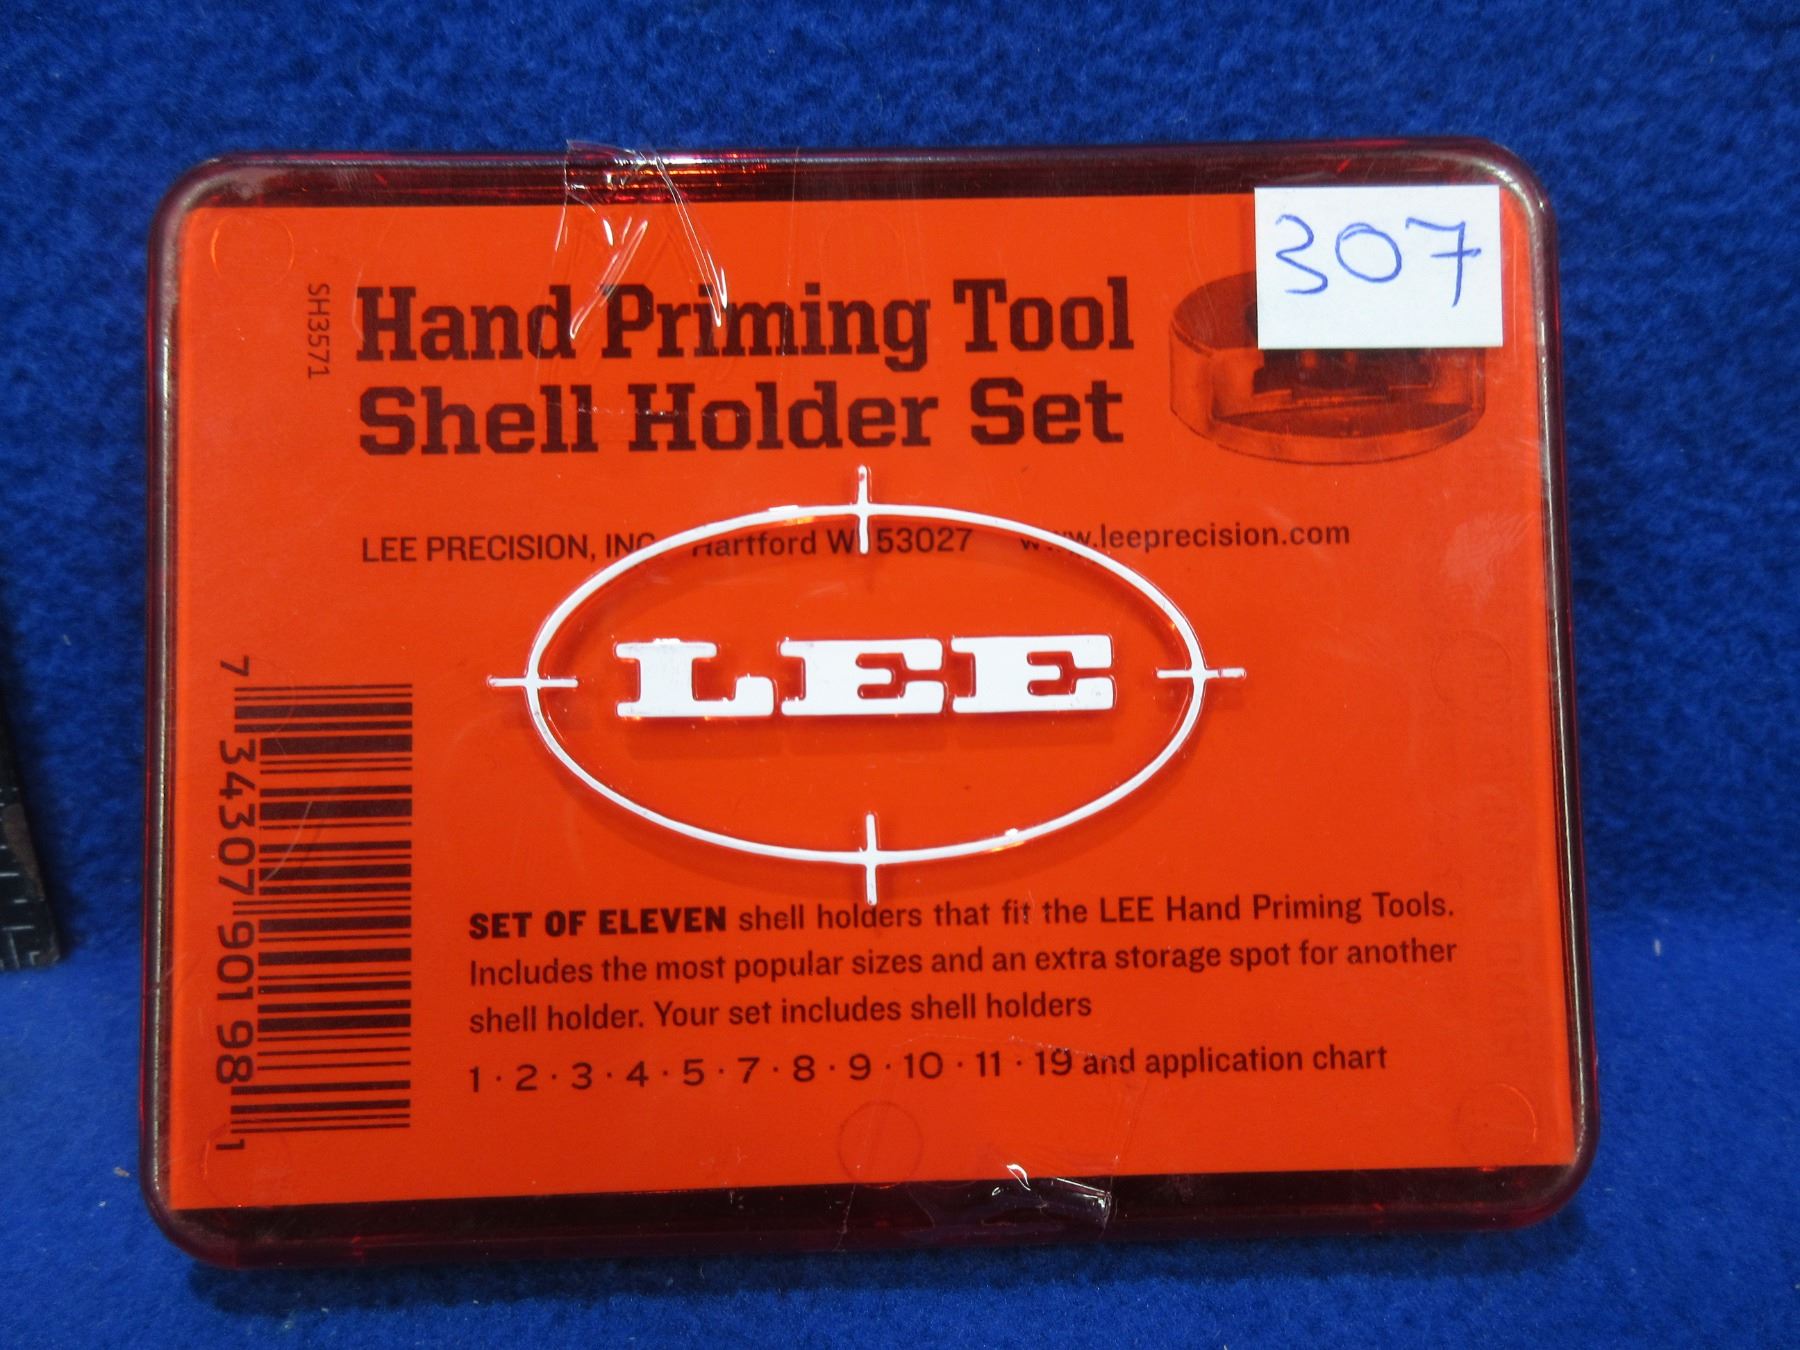 307
SH3571
Hand Priming Tool
Shell Holder Set
LEE PRECISION, INC. Hartford WI 53027 www.leeprecision.com
LEE
SET OF ELEVEN shell holders that fit the LEE Hand Priming Tools.
Includes the most popular sizes and an extra storage spot for another
shell holder. Your set includes shell holders
1 · 2 · 3 · 4 · 5 · 7 · 8 · 9 · 10 · 11 · 19 and application chart
7 34307 90198 1